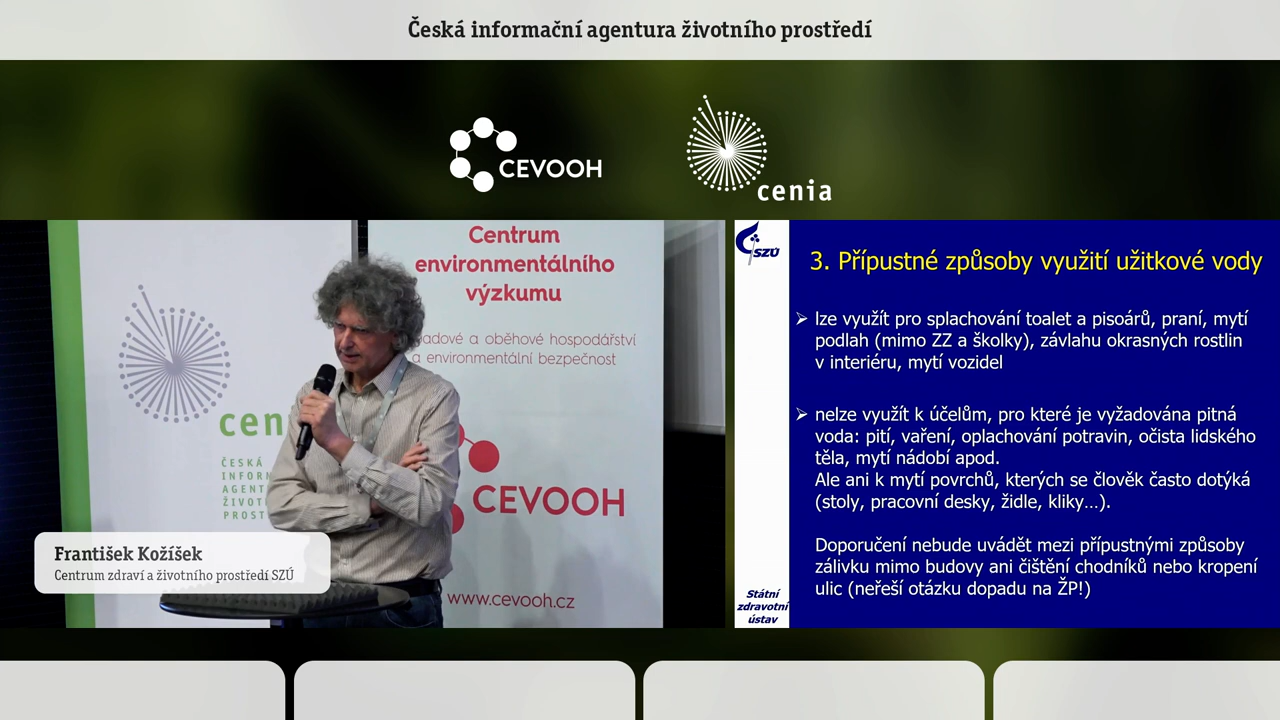 Česká informační agentura životního prostředí
CEVOOH
cenia
Centrum
environmentálního
výzkumu
adové a oběhové hospodářství
a environmentální bezpečnost
cen
ČESKÁ
INFOR
AGENT
ŽIVOT
PROST
CEVOOH
www.cevooh.cz
František Kožíšek
Centrum zdraví a životního prostředí SZÚ
SZÚ
3. Přípustné způsoby využití užitkové vody
➢ lze využít pro splachování toalet a pisoárů, praní, mytí
podlah (mimo ZZ a školky), závlahu okrasných rostlin
v interiéru, mytí vozidel
➢ nelze využít k účelům, pro které je vyžadována pitná
voda: pití, vaření, oplachování potravin, očista lidského
těla, mytí nádobí apod.
Ale ani k mytí povrchů, kterých se člověk často dotýká
(stoly, pracovní desky, židle, kliky…).
Doporučení nebude uvádět mezi přípustnými způsoby
zálivku mimo budovy ani čištění chodníků nebo kropení
ulic (neřeší otázku dopadu na ŽP!)
Státní
zdravotní
ústav